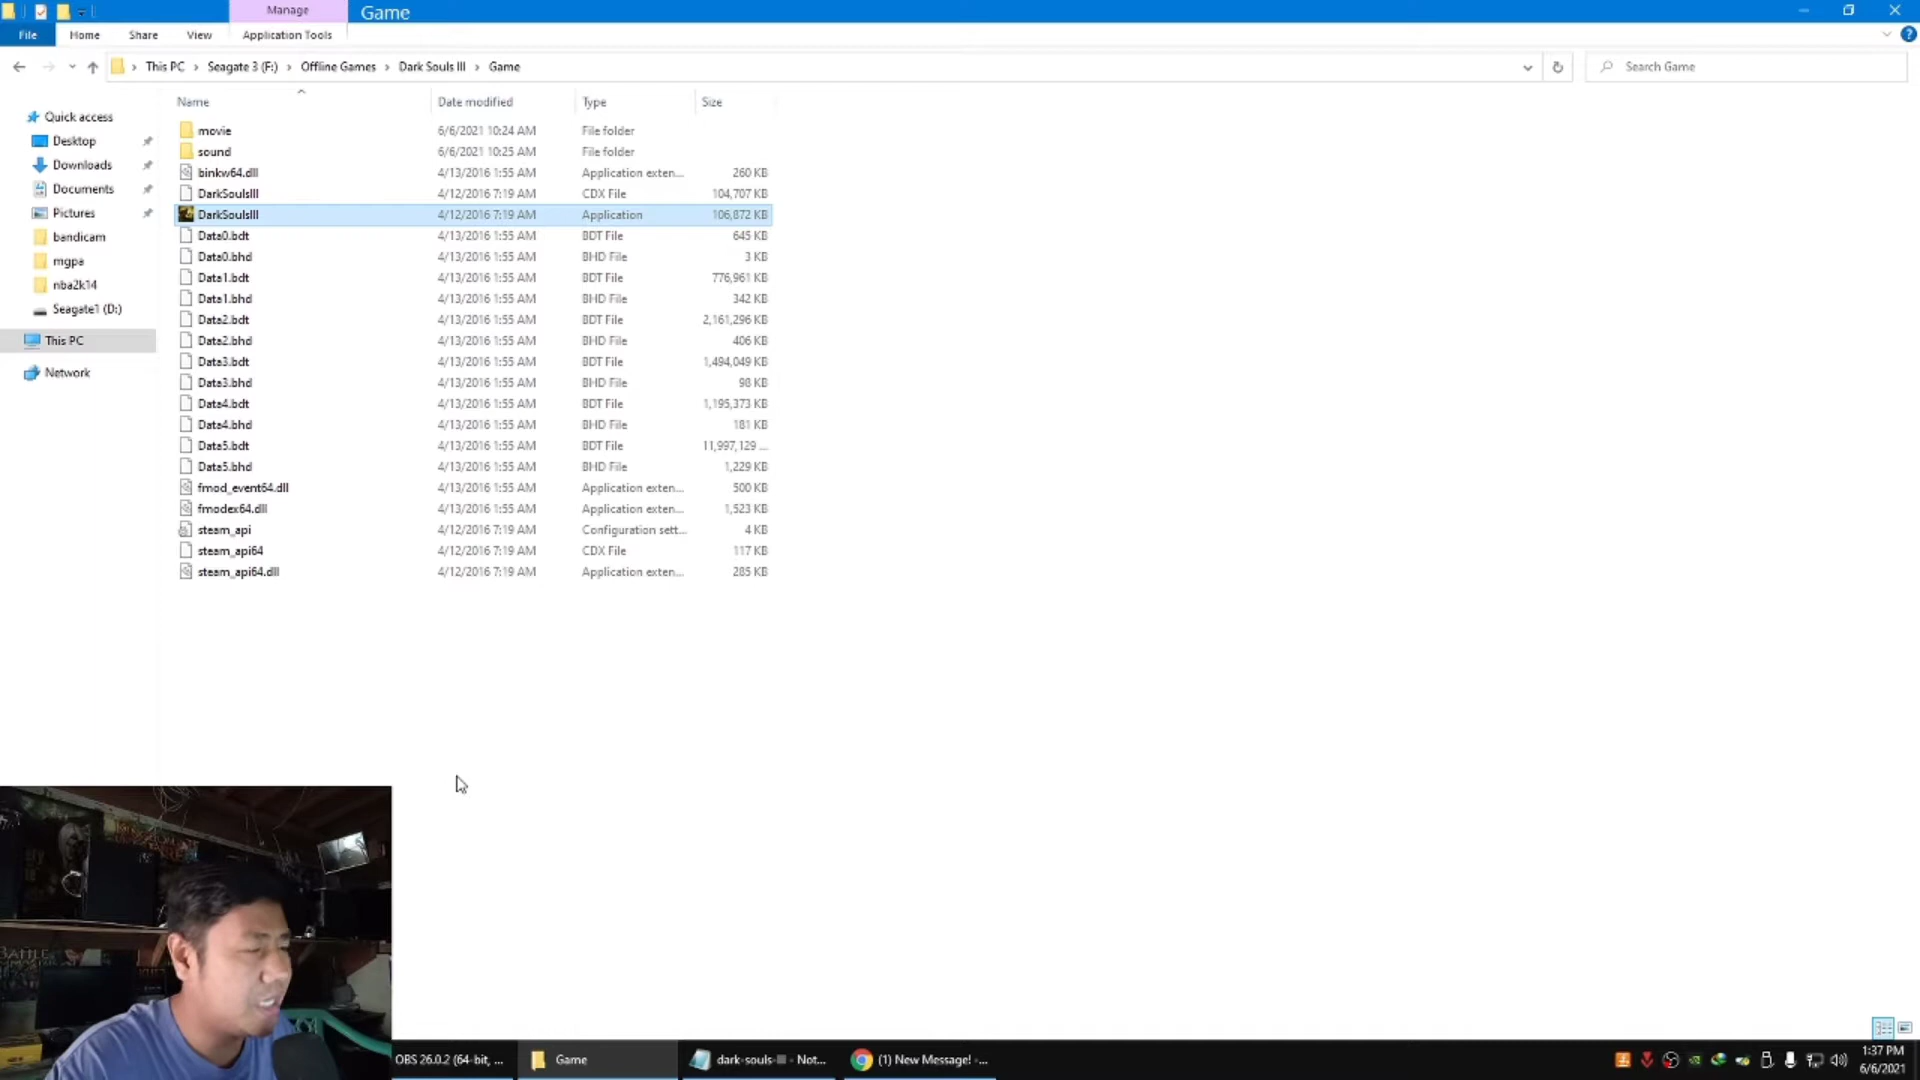 Manage
Game
File
Home
Share
View
Application Tools
This PC
Seagate 3 (F:)
Offline Games
Dark Souls III
Game
Search Game
Quick access
Desktop
Downloads
Documents
Pictures
bandicam
mgpa
nba2k14
Seagate1 (D:)
This PC
Network
Name Date modified Type Size
movie 6/6/2021 10:24 AM File folder
sound 6/6/2021 10:25 AM File folder
binkw64.dll 4/13/2016 1:55 AM Application exten... 260 KB
DarkSoulsIII 4/12/2016 7:19 AM CDX File 104,707 KB
DarkSoulsIII 4/12/2016 7:19 AM Application 106,872 KB
Data0.bdt 4/13/2016 1:55 AM BDT File 645 KB
Data0.bhd 4/13/2016 1:55 AM BHD File 3 KB
Data1.bdt 4/13/2016 1:55 AM BDT File 776,961 KB
Data1.bhd 4/13/2016 1:55 AM BHD File 342 KB
Data2.bdt 4/13/2016 1:55 AM BDT File 2,161,296 KB
Data2.bhd 4/13/2016 1:55 AM BHD File 406 KB
Data3.bdt 4/13/2016 1:55 AM BDT File 1,494,049 KB
Data3.bhd 4/13/2016 1:55 AM BHD File 98 KB
Data4.bdt 4/13/2016 1:55 AM BDT File 1,195,373 KB
Data4.bhd 4/13/2016 1:55 AM BHD File 181 KB
Data5.bdt 4/13/2016 1:55 AM BDT File 11,997,129 ...
Data5.bhd 4/13/2016 1:55 AM BHD File 1,229 KB
fmod_event64.dll 4/13/2016 1:55 AM Application exten... 500 KB
fmodex64.dll 4/13/2016 1:55 AM Application exten... 1,523 KB
steam_api 4/12/2016 7:19 AM Configuration sett... 4 KB
steam_api64 4/12/2016 7:19 AM CDX File 117 KB
steam_api64.dll 4/12/2016 7:19 AM Application exten... 285 KB
BATTLE
OBS 26.0.2 (64-bit, ...
Game
dark-souls-■ - Not...
(1) New Message! -...
1:37 PM
6/6/2021